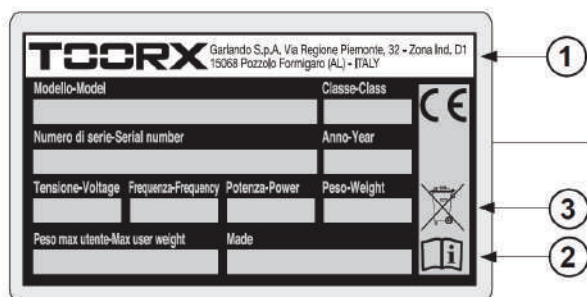 TOORX Garlando S.p.A. Via Regione Piemonte, 32 - Zona Ind. D1
15068 Pozzolo Formigaro (AL) - ITALY
1
Modello-Model Classe-Class
CE
Numero di serie-Serial number Anno-Year
Tensione-Voltage Frequenza-Frequency Potenza-Power Peso-Weight
3
Peso max utente-Max user weight Made
i
2